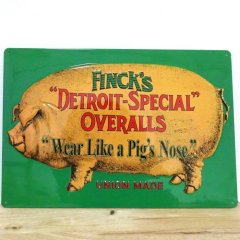 FINCK'S
"DETROIT-SPECIAL"
OVERALLS
"Wear Like a Pig's Nose."
UNION MADE